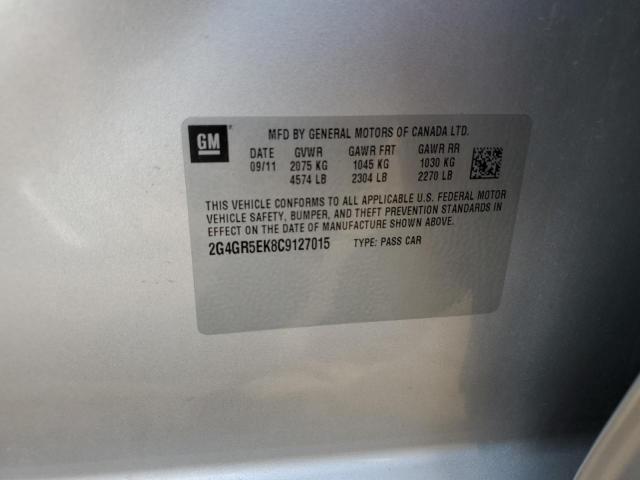 GM
MFD BY GENERAL MOTORS OF CANADA LTD.
DATE GVWR GAWR FRT GAWR RR
09/11 2075 KG 1045 KG 1030 KG
4574 LB 2304 LB 2270 LB
THIS VEHICLE CONFORMS TO ALL APPLICABLE U.S. FEDERAL MOTOR
VEHICLE SAFETY, BUMPER, AND THEFT PREVENTION STANDARDS IN
EFFECT ON THE DATE OF MANUFACTURE SHOWN ABOVE.
2G4GR5EK8C9127015 TYPE: PASS CAR